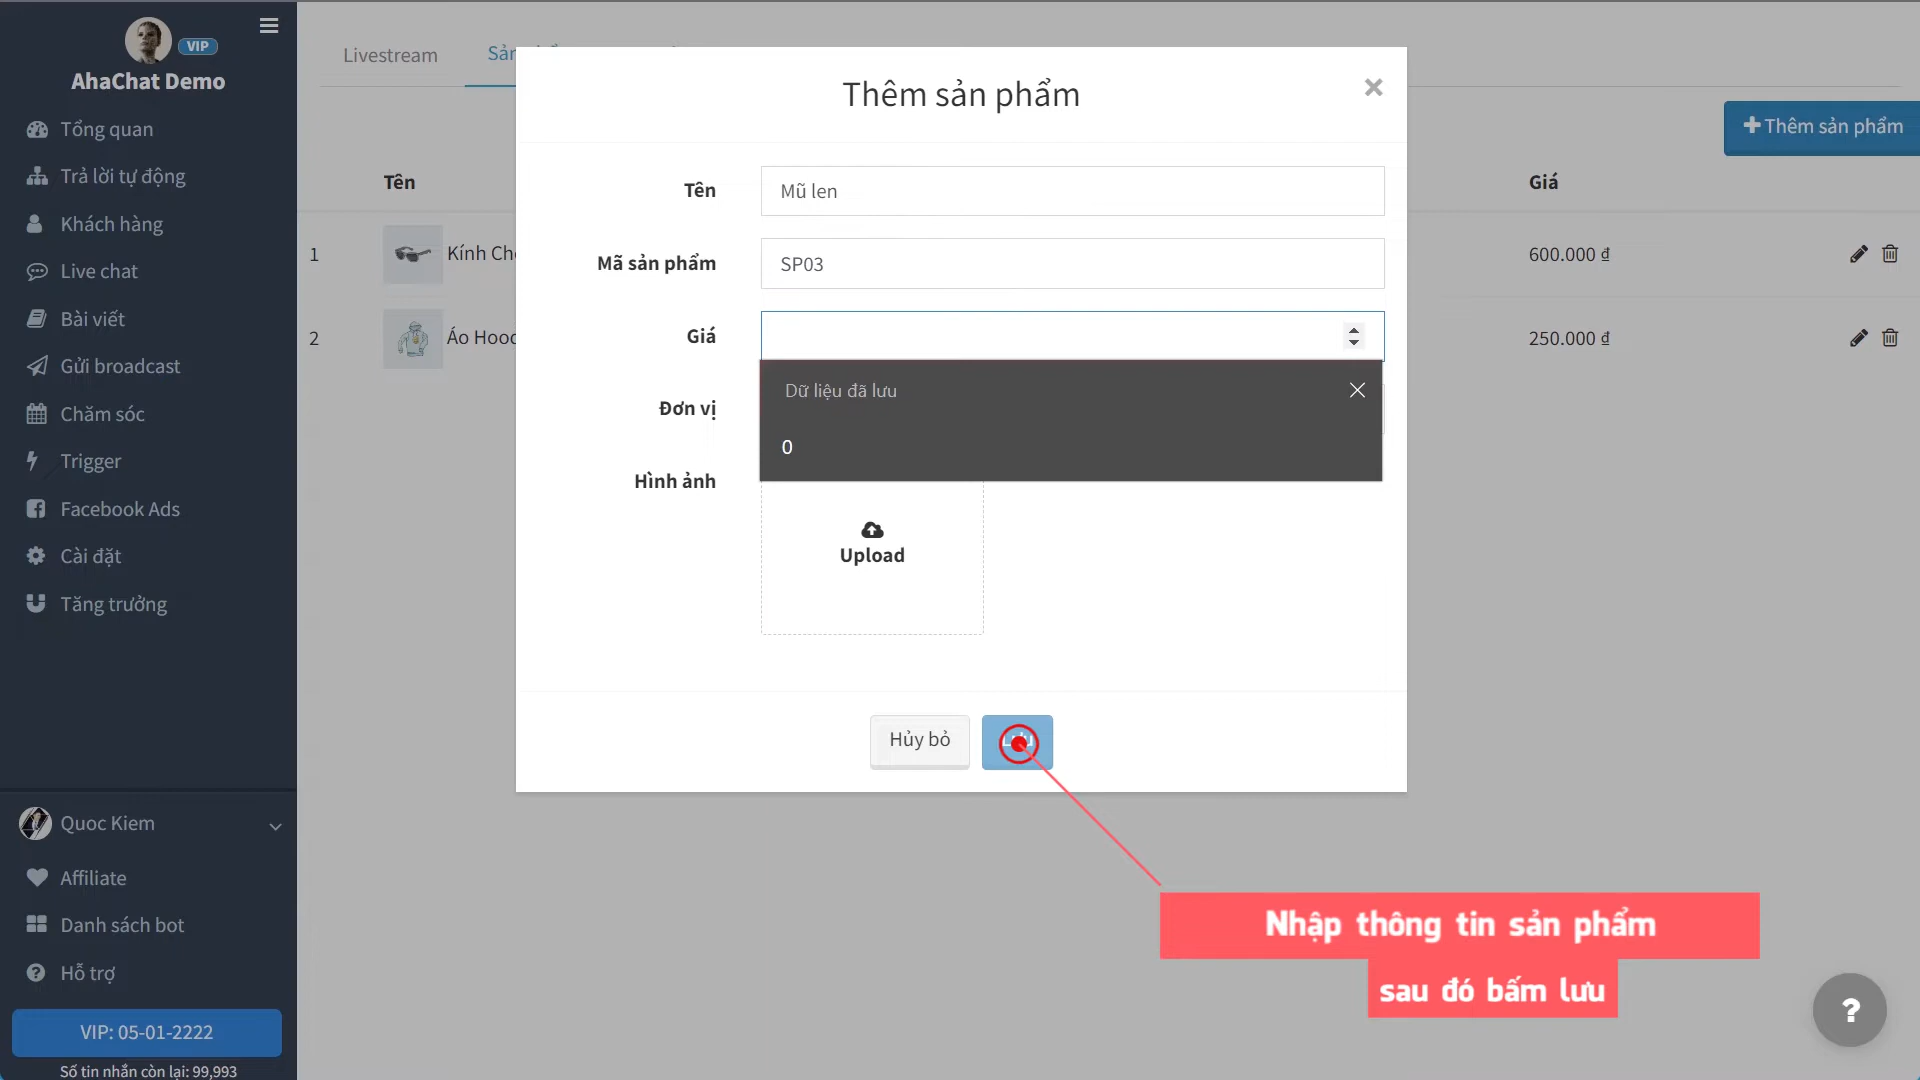 VIP
AhaChat Demo
Tổng quan
Trả lời tự động
Khách hàng
Live chat
Bài viết
Gửi broadcast
Chăm sóc
Trigger
Facebook Ads
Cài đặt
Tăng trưởng
Quoc Kiem
Affiliate
Danh sách bot
Hỗ trợ
VIP: 05-01-2222
Số tin nhắn còn lại: 99,993
Livestream
Thêm sản phẩm
Tên
Giá
1
Kính
600.000 ₫
2
Áo
250.000 ₫
Thêm sản phẩm
×
Tên
Mũ len
Mã sản phẩm
SP03
Giá
Dữ liệu đã lưu
0
Đơn vị
Hình ảnh
Upload
Hủy bỏ
Nhập thông tin sản phẩm
sau đó bấm lưu
?